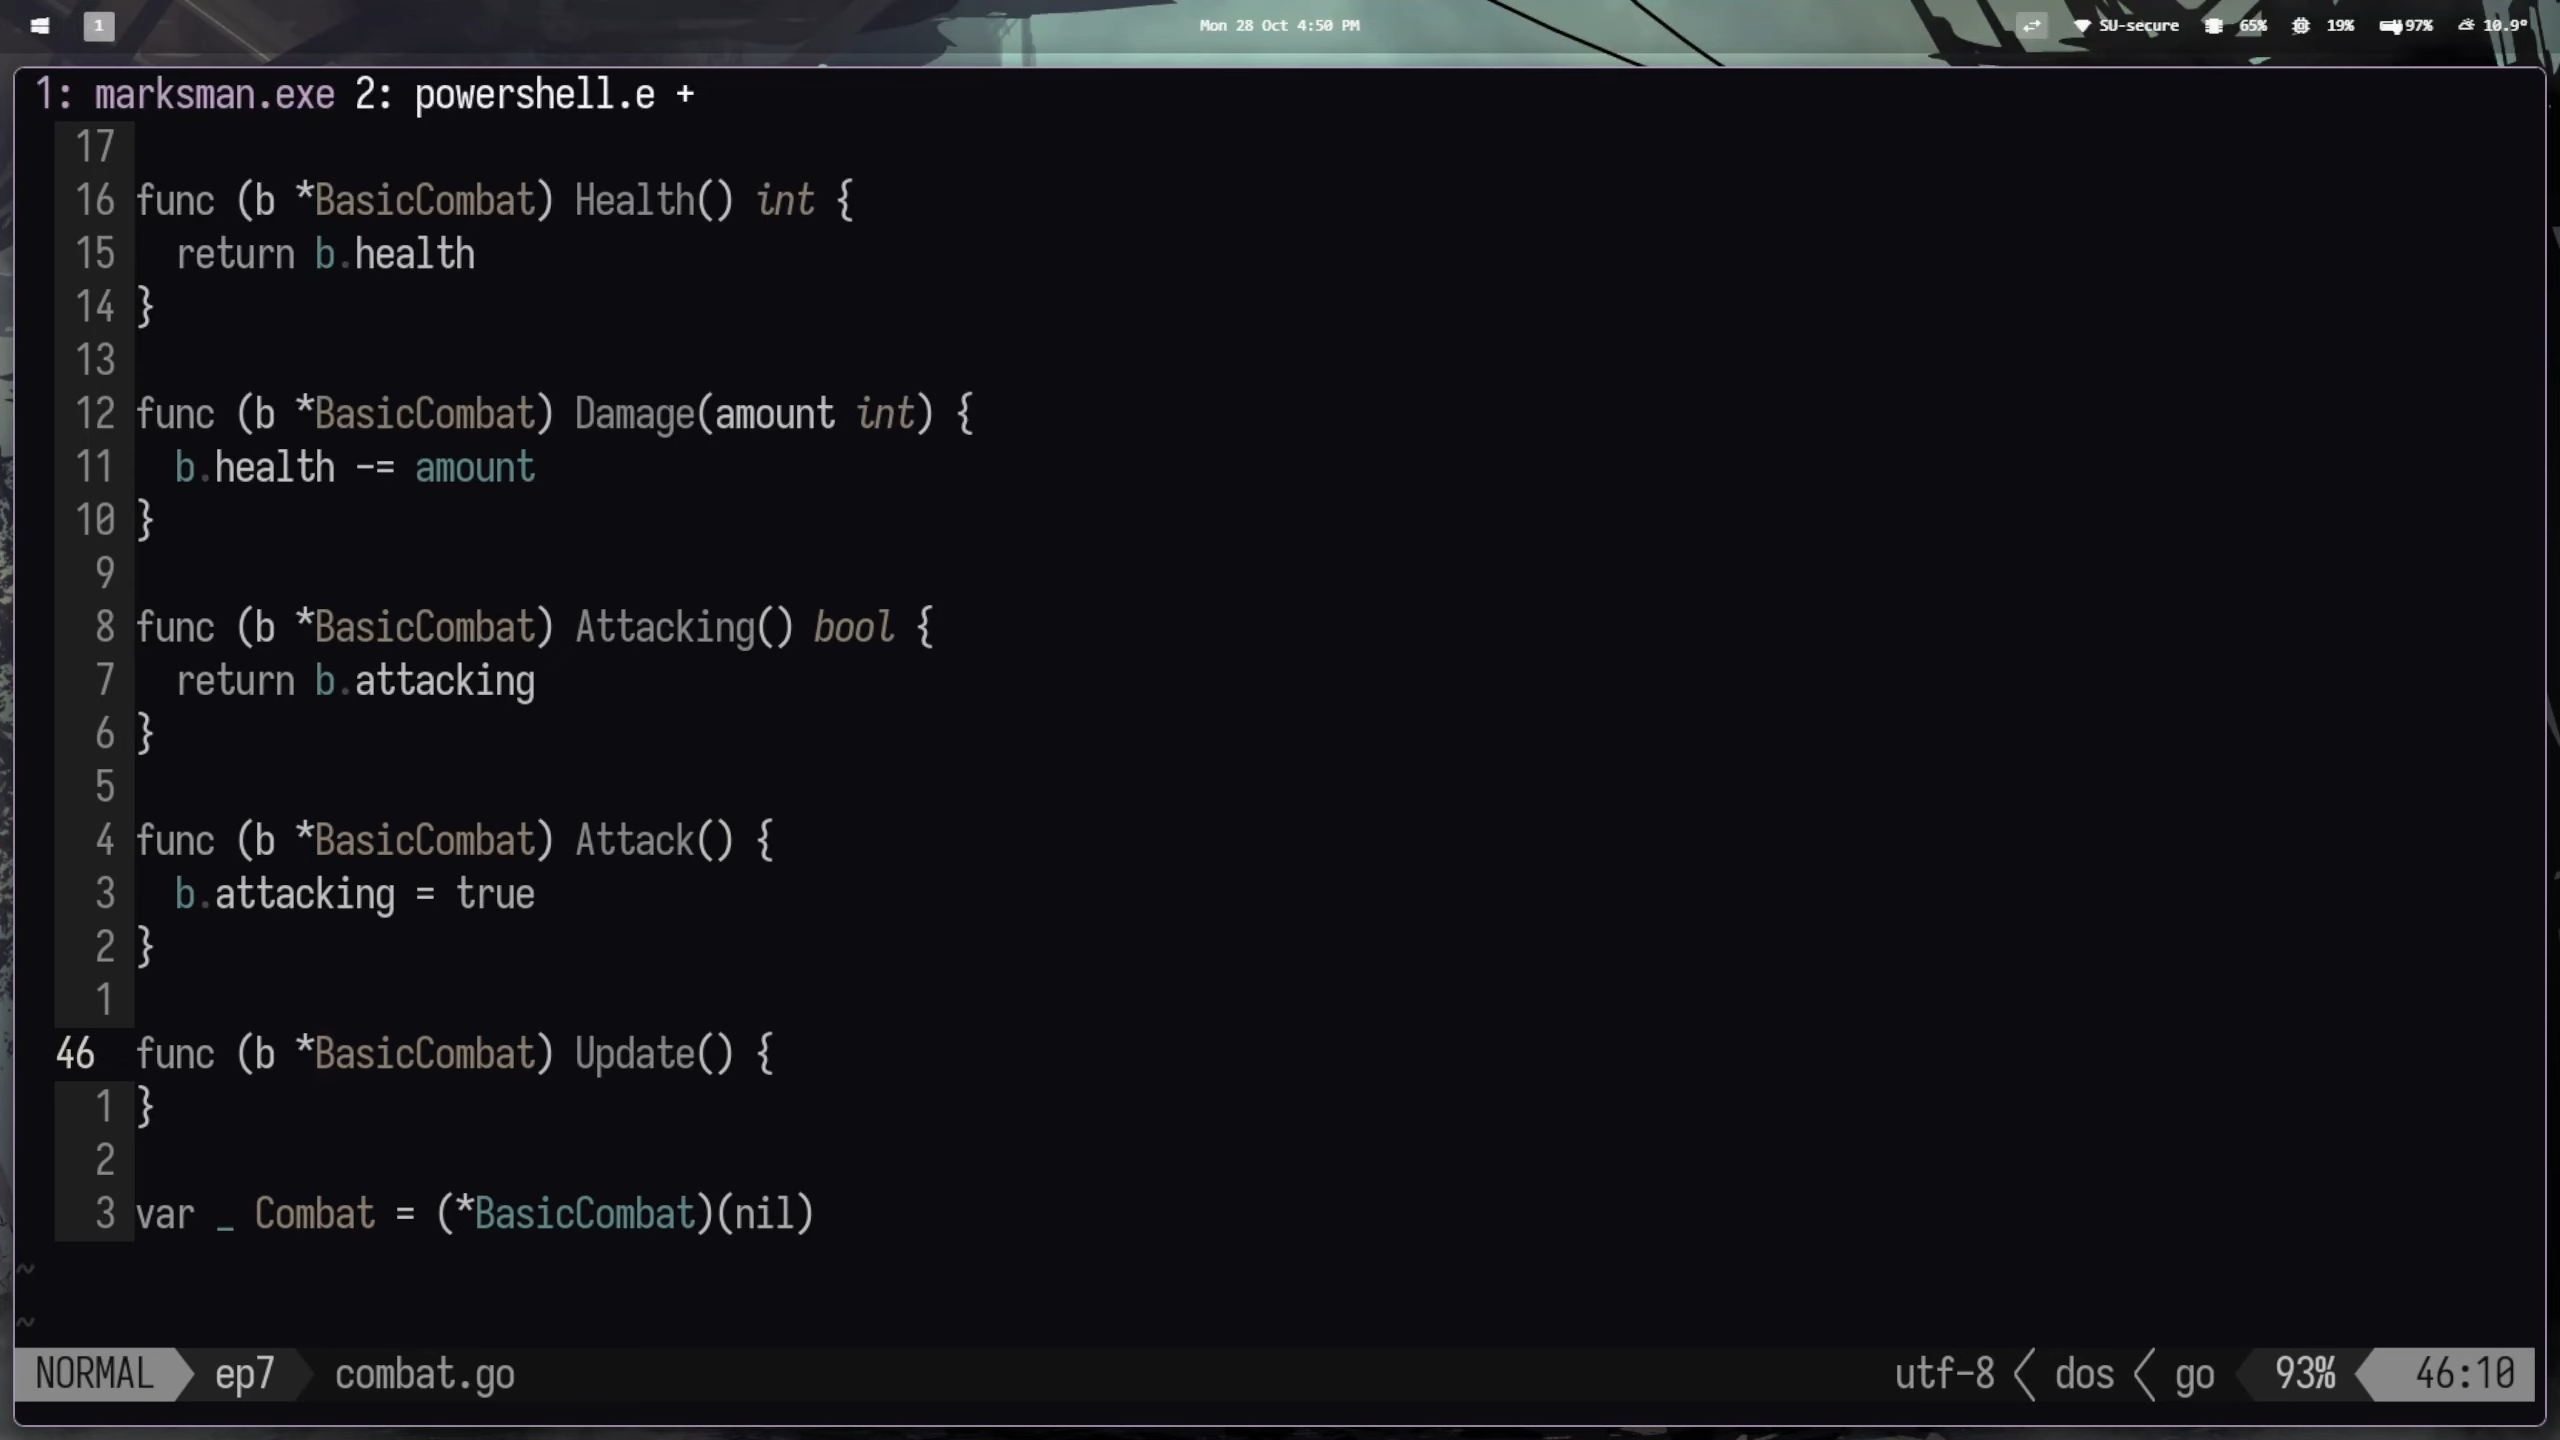 1
Mon 28 Oct 4:50 PM
SU-secure 65% 19% 97% 10.9°
1: marksman.exe 2: powershell.e +
17
16 func (b *BasicCombat) Health() int {
15 return b.health
14 }
13
12 func (b *BasicCombat) Damage(amount int) {
11 b.health -= amount
10 }
9
8 func (b *BasicCombat) Attacking() bool {
7 return b.attacking
6 }
5
4 func (b *BasicCombat) Attack() {
3 b.attacking = true
2 }
1
46 func (b *BasicCombat) Update() {
1 }
2
3 var _ Combat = (*BasicCombat)(nil)
~
~
NORMAL ep7 combat.go utf-8 dos go 93% 46:10